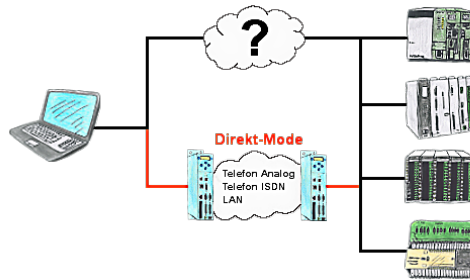 ?
Direkt-Mode
Telefon Analog
Telefon ISDN
LAN